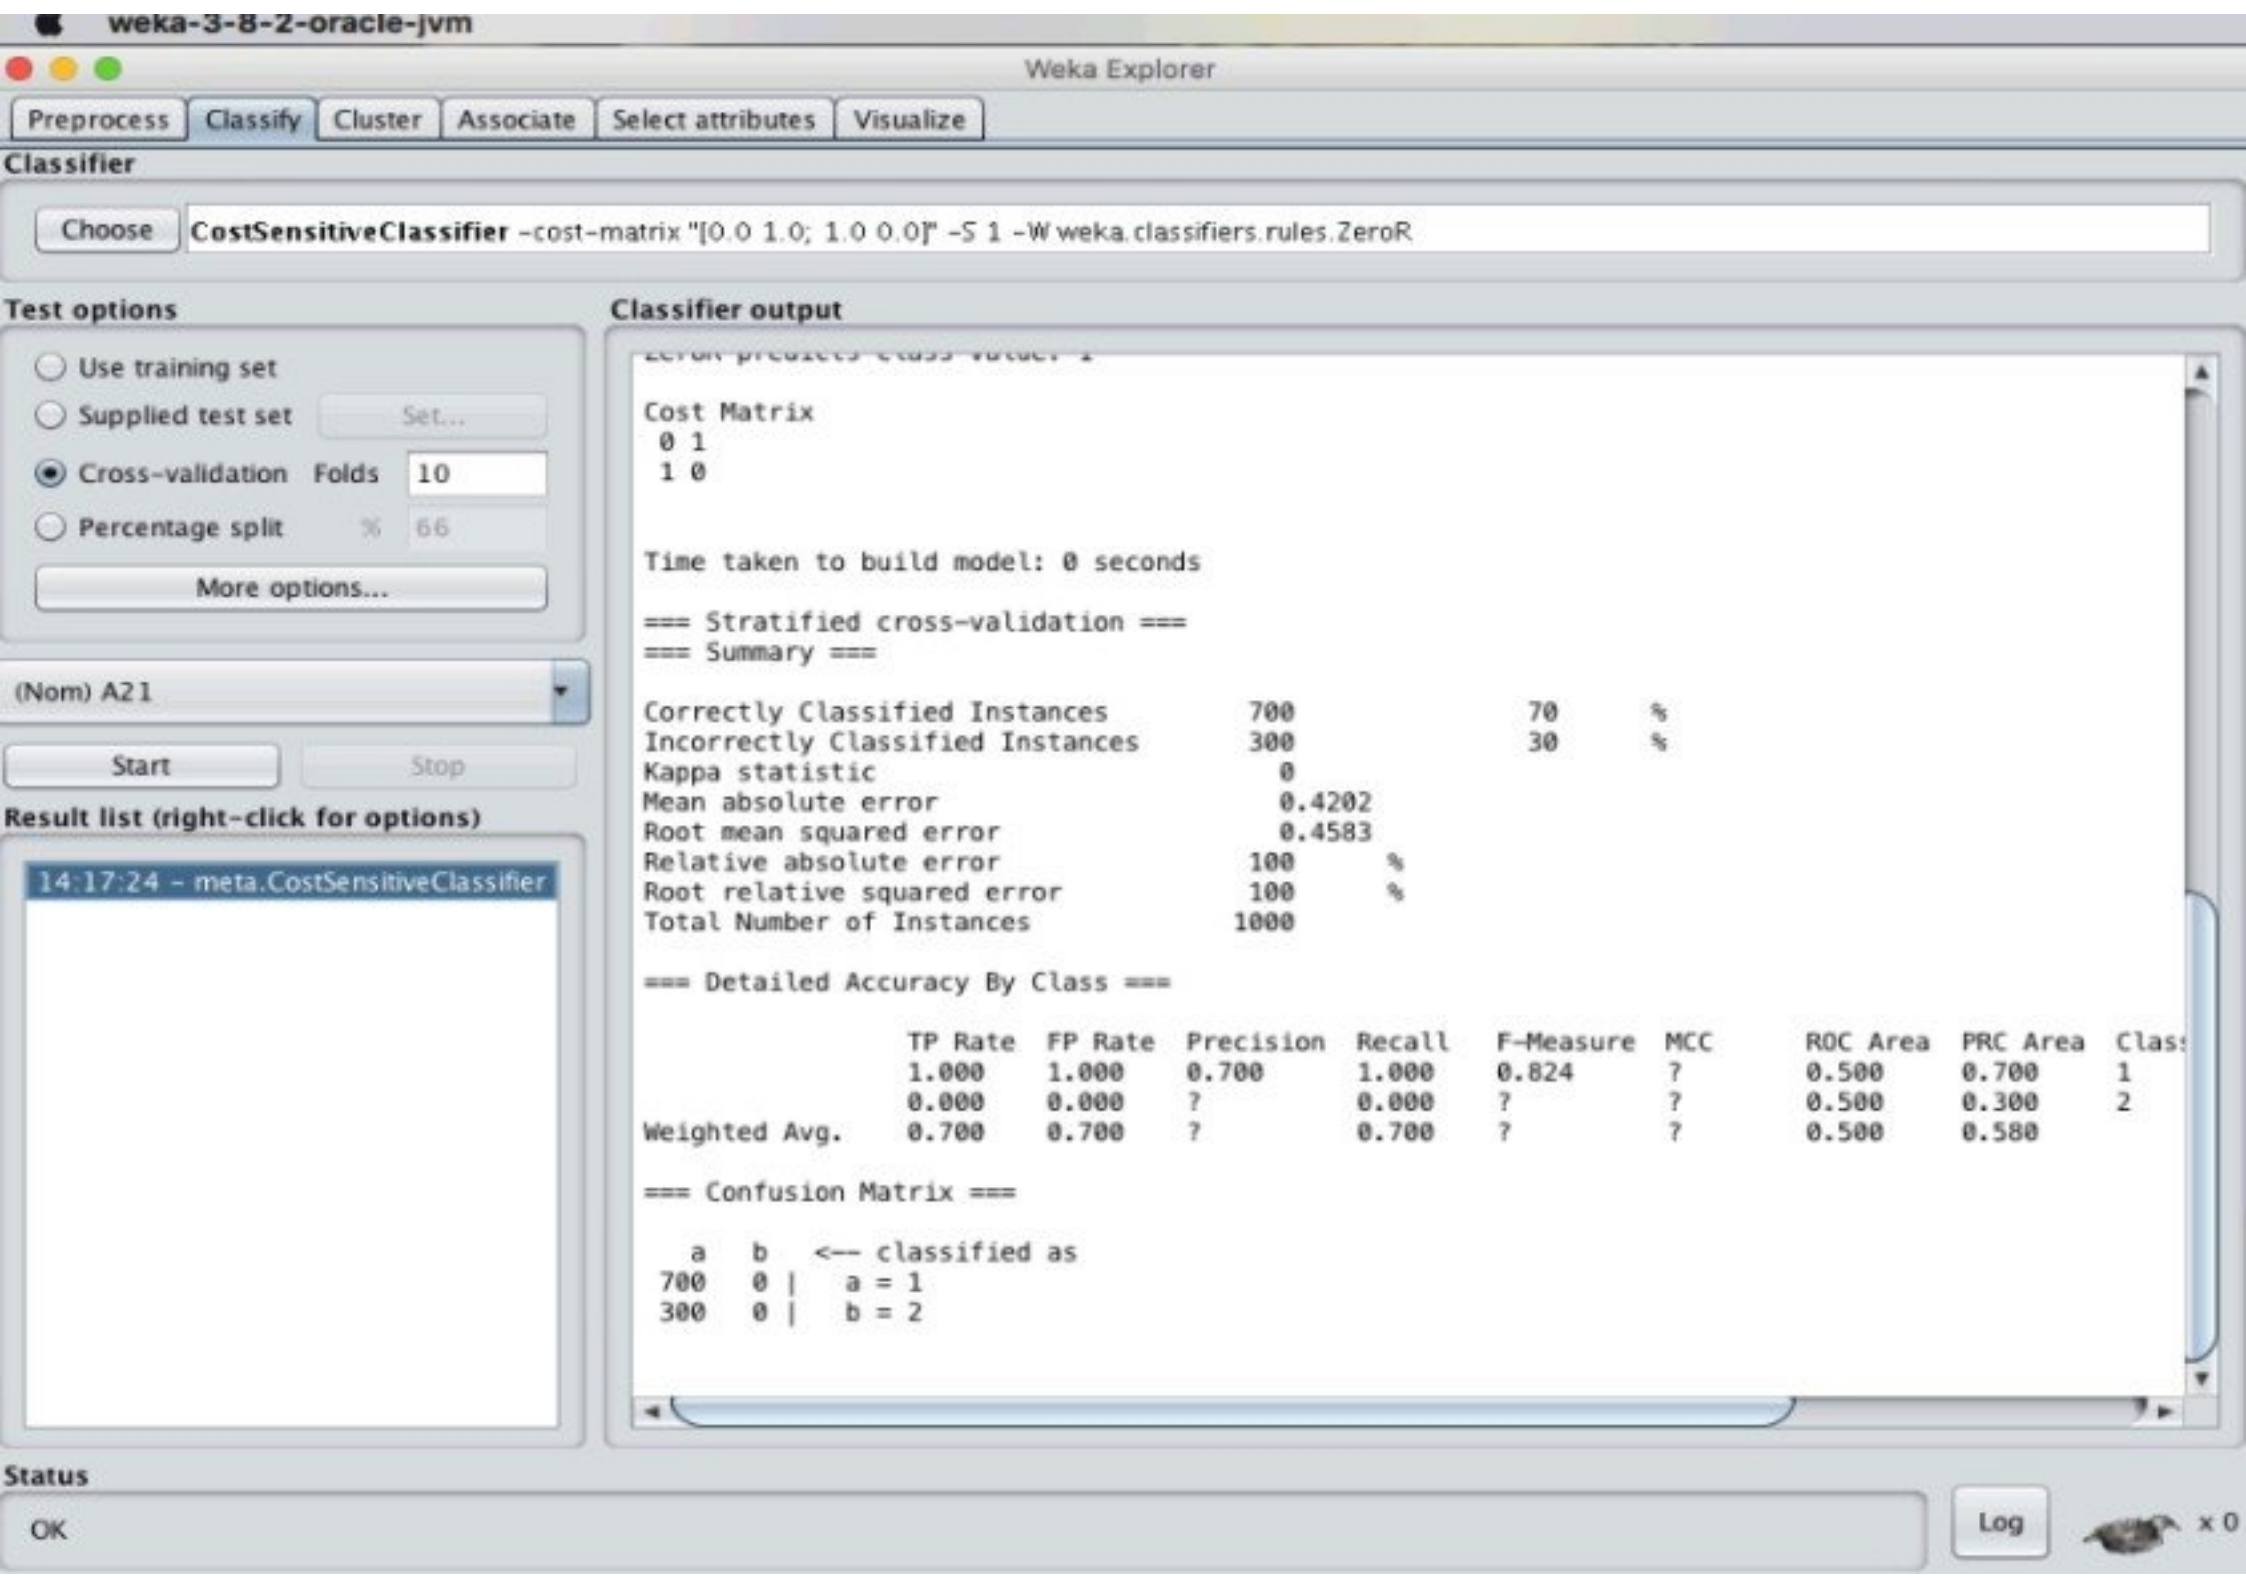 weka-3-8-2-oracle-jvm
Weka Explorer
Preprocess Classify Cluster Associate Select attributes Visualize
Classifier
Choose CostSensitiveClassifier -cost-matrix "[0.0 1.0; 1.0 0.0]" -S 1 -W weka.classifiers.rules.ZeroR
Test options
Use training set
Supplied test set Set...
Cross-validation Folds 10
Percentage split % 66
More options...
(Nom) A21
Start Stop
Result list (right-click for options)
14:17:24 - meta.CostSensitiveClassifier
Classifier output
ZeroR predicts class value: 1
Cost Matrix
0 1
1 0
Time taken to build model: 0 seconds
=== Stratified cross-validation ===
=== Summary ===
Correctly Classified Instances 700 70 %
Incorrectly Classified Instances 300 30 %
Kappa statistic 0
Mean absolute error 0.4202
Root mean squared error 0.4583
Relative absolute error 100 %
Root relative squared error 100 %
Total Number of Instances 1000
=== Detailed Accuracy By Class ===
TP Rate FP Rate Precision Recall F-Measure MCC ROC Area PRC Area Clas
1.000 1.000 0.700 1.000 0.824 ? 0.500 0.700 1
0.000 0.000 ? 0.000 ? ? 0.500 0.300 2
Weighted Avg. 0.700 0.700 ? 0.700 ? ? 0.500 0.580
=== Confusion Matrix ===
a b <-- classified as
700 0 | a = 1
300 0 | b = 2
Status
OK
Log x 0